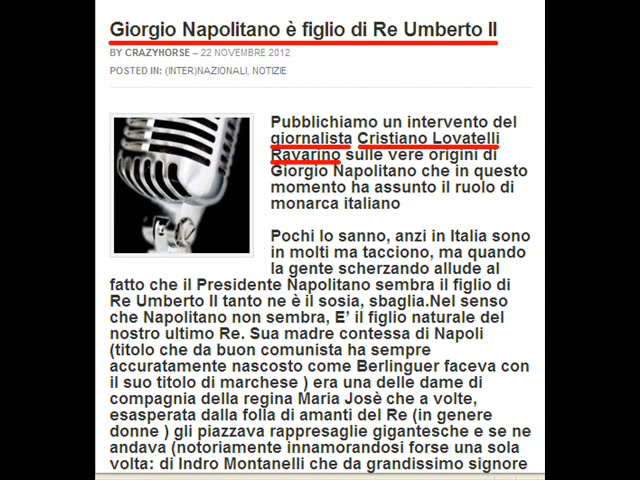 Giorgio Napolitano è figlio di Re Umberto II
BY CRAZYHORSE – 22 NOVEMBRE 2012
POSTED IN: (INTER)NAZIONALI, NOTIZIE
Pubblichiamo un intervento del
giornalista Cristiano Lovatelli
Ravarino sulle vere origini di
Giorgio Napolitano che in questo
momento ha assunto il ruolo di
monarca italiano
Pochi lo sanno, anzi in Italia sono
in molti ma tacciono, ma quando
la gente scherzando allude al
fatto che il Presidente Napolitano sembra il figlio di
Re Umberto II tanto ne è il sosia, sbaglia.Nel senso
che Napolitano non sembra, E’ il figlio naturale del
nostro ultimo Re. Sua madre contessa di Napoli
(titolo che da buon comunista ha sempre
accuratamente nascosto come Berlinguer faceva con
il suo titolo di marchese ) era una delle dame di
compagnia della regina Maria Josè che a volte,
esasperata dalla folla di amanti del Re (in genere
donne ) gli piazzava rappresaglie gigantesche e se ne
andava (notoriamente innamorandosi forse una sola
volta: di Indro Montanelli che da grandissimo signore